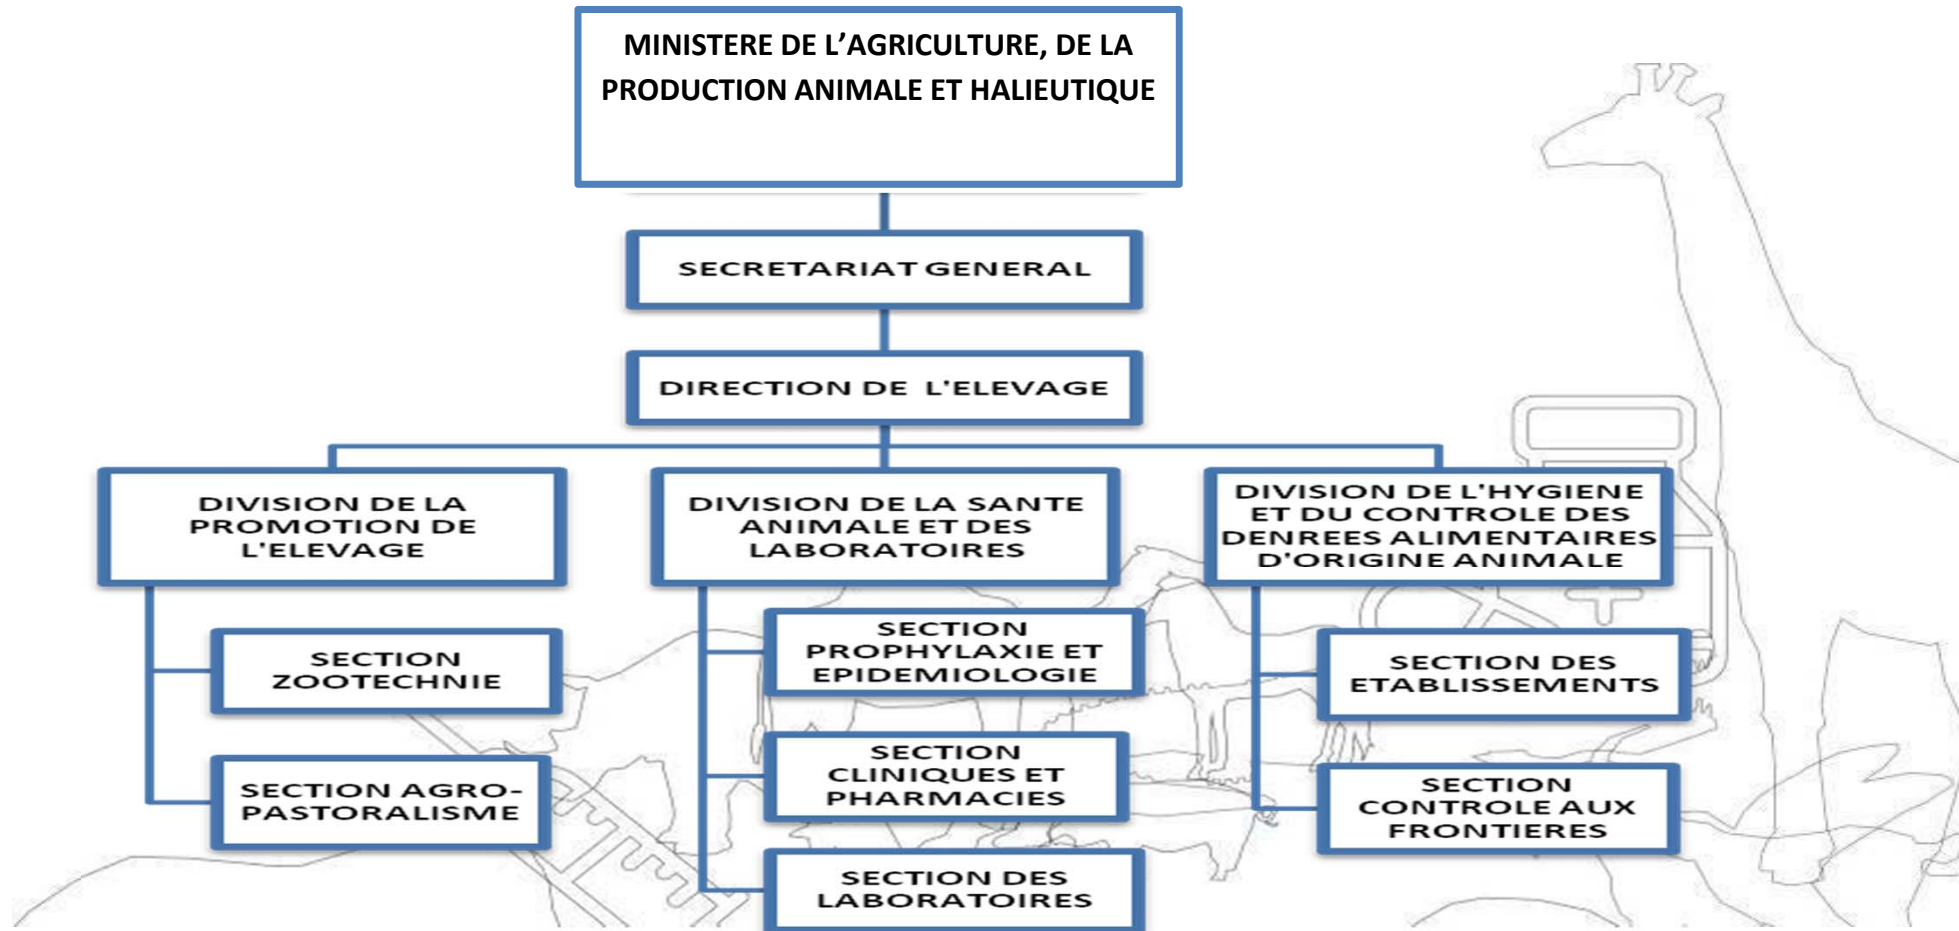 MINISTERE DE L’AGRICULTURE, DE LA
PRODUCTION ANIMALE ET HALIEUTIQUE
SECRETARIAT GENERAL
DIRECTION DE L'ELEVAGE
DIVISION DE LA
PROMOTION DE
L'ELEVAGE
SECTION
ZOOTECHNIE
SECTION AGRO-
PASTORALISME
DIVISION DE LA SANTE
ANIMALE ET DES
LABORATOIRES
SECTION
PROPHYLAXIE ET
EPIDEMIOLOGIE
SECTION
CLINIQUES ET
PHARMACIES
SECTION DES
LABORATOIRES
DIVISION DE L'HYGIENE
ET DU CONTROLE DES
DENREES ALIMENTAIRES
D'ORIGINE ANIMALE
SECTION DES
ETABLISSEMENTS
SECTION
CONTROLE AUX
FRONTIERES